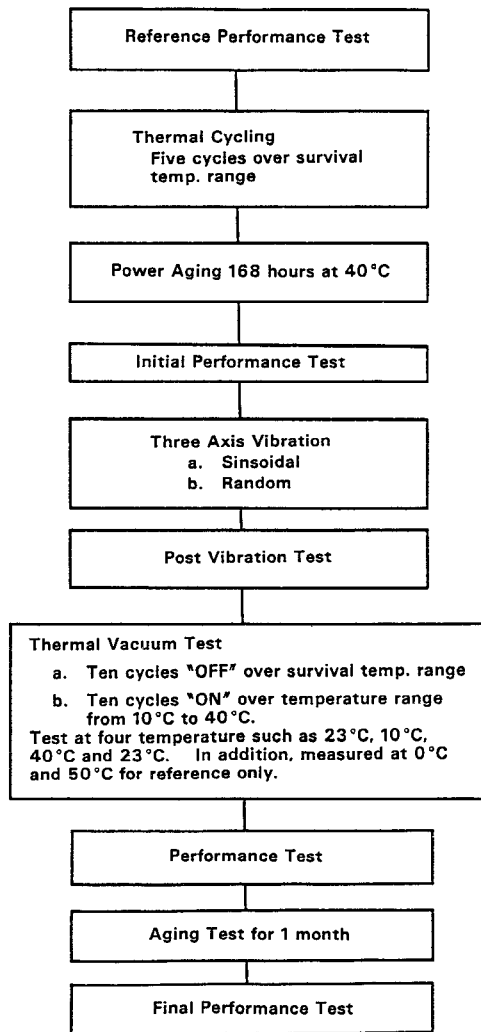 Reference Performance Test
Thermal Cycling
Five cycles over survival
temp. range
Power Aging 168 hours at 40°C
Initial Performance Test
Three Axis Vibration
a. Sinsoidal
b. Random
Post Vibration Test
Thermal Vacuum Test
a. Ten cycles "OFF" over survival temp. range
b. Ten cycles "ON" over temperature range
from 10°C to 40°C.
Test at four temperature such as 23°C, 10°C,
40°C and 23°C. In addition, measured at 0°C
and 50°C for reference only.
Performance Test
Aging Test for 1 month
Final Performance Test